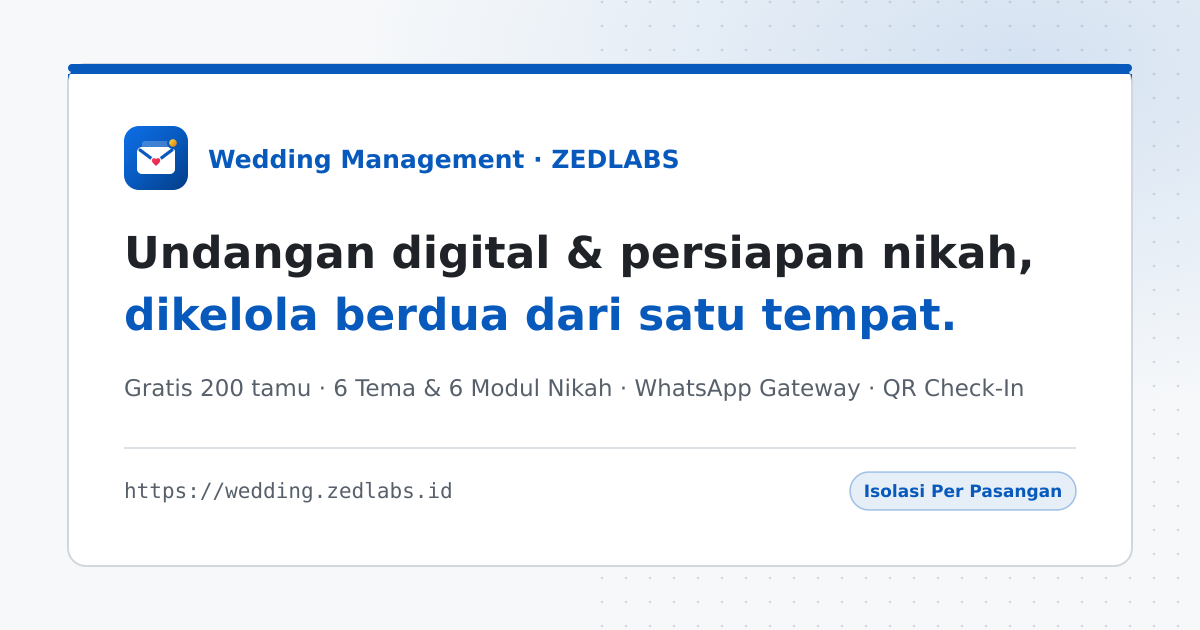 Wedding Management · ZEDLABS
Undangan digital & persiapan nikah,
dikelola berdua dari satu tempat.
Gratis 200 tamu · 6 Tema & 6 Modul Nikah · WhatsApp Gateway · QR Check-In
https://wedding.zedlabs.id
Isolasi Per Pasangan